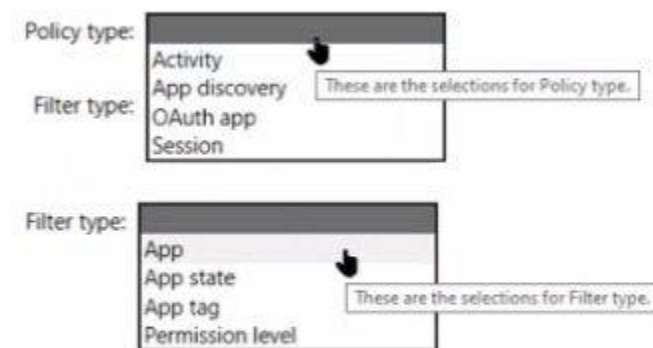 Policy type:
Activity
App discovery
These are the selections for Policy type.
Filter type:
OAuth app
Session
Filter type:
App
App state
These are the selections for Filter type.
App tag
Permission level